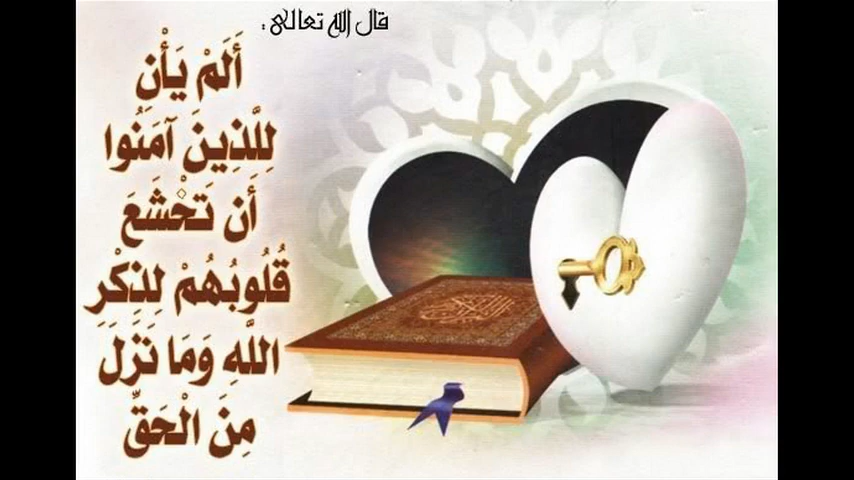 قال الله تعالى :
أَلَمْ يَأْنِ
لِلَّذِينَ آمَنُوا
أَن تَخْشَعَ
قُلُوبُهُمْ لِذِكْرِ
اللَّهِ وَمَا نَزَلَ
مِنَ الْحَقِّ